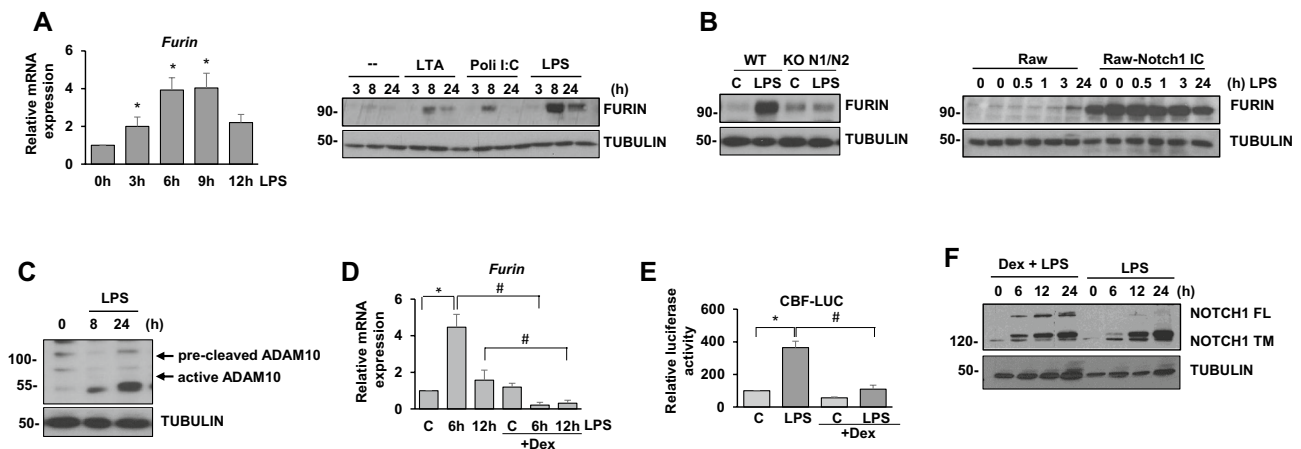 A
Furin
Relative mRNA expression
6
4
2
0
* * *
0h 3h 6h 9h 12h LPS
-- LTA Poli I:C LPS
3 8 24 3 8 24 3 8 24 3 8 24 (h)
90- FURIN
50- TUBULIN
B
WT KO N1/N2
C LPS C LPS
90- FURIN
50- TUBULIN
Raw Raw-Notch1 IC
0 0 0.5 1 3 24 0 0 0.5 1 3 24 (h) LPS
90- FURIN
50- TUBULIN
C
LPS
0 8 24 (h)
100- pre-cleaved ADAM10
active ADAM10
55-
50- TUBULIN
D
Furin
Relative mRNA expression
6
4
2
0
* # #
C 6h 12h C 6h 12h LPS
+Dex
E
CBF-LUC
Relative luciferase activity
600
400
200
0
* #
C LPS C LPS
+Dex
F
Dex + LPS LPS
0 6 12 24 0 6 12 24 (h)
NOTCH1 FL
120- NOTCH1 TM
50- TUBULIN